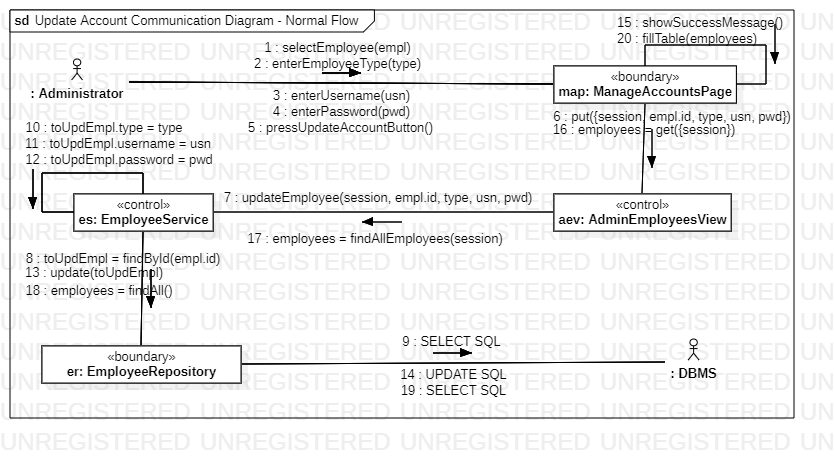 sd Update Account Communication Diagram - Normal Flow
15 : showSuccessMessage()
20 : fillTable(employees)
1 : selectEmployee(empl)
2 : enterEmployeeType(type)
: Administrator
«boundary»
map: ManageAccountsPage
3 : enterUsername(usn)
4 : enterPassword(pwd)
5 : pressUpdateAccountButton()
6 : put({session, empl.id, type, usn, pwd})
16 : employees = get({session})
10 : toUpdEmpl.type = type
11 : toUpdEmpl.username = usn
12 : toUpdEmpl.password = pwd
«control»
es: EmployeeService
7 : updateEmployee(session, empl.id, type, usn, pwd)
«control»
aev: AdminEmployeesView
17 : employees = findAllEmployees(session)
8 : toUpdEmpl = findById(empl.id)
13 : update(toUpdEmpl)
18 : employees = findAll()
9 : SELECT SQL
«boundary»
er: EmployeeRepository
14 : UPDATE SQL
19 : SELECT SQL
: DBMS
UNREGISTERED UNREGISTERED UNREGISTERED UNREGISTERED